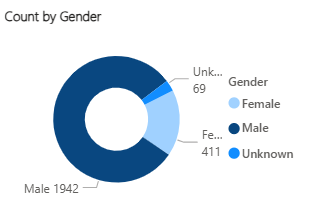 Count by Gender
Unk...
69
Gender
Female
Fe...
411
Male
Unknown
Male 1942